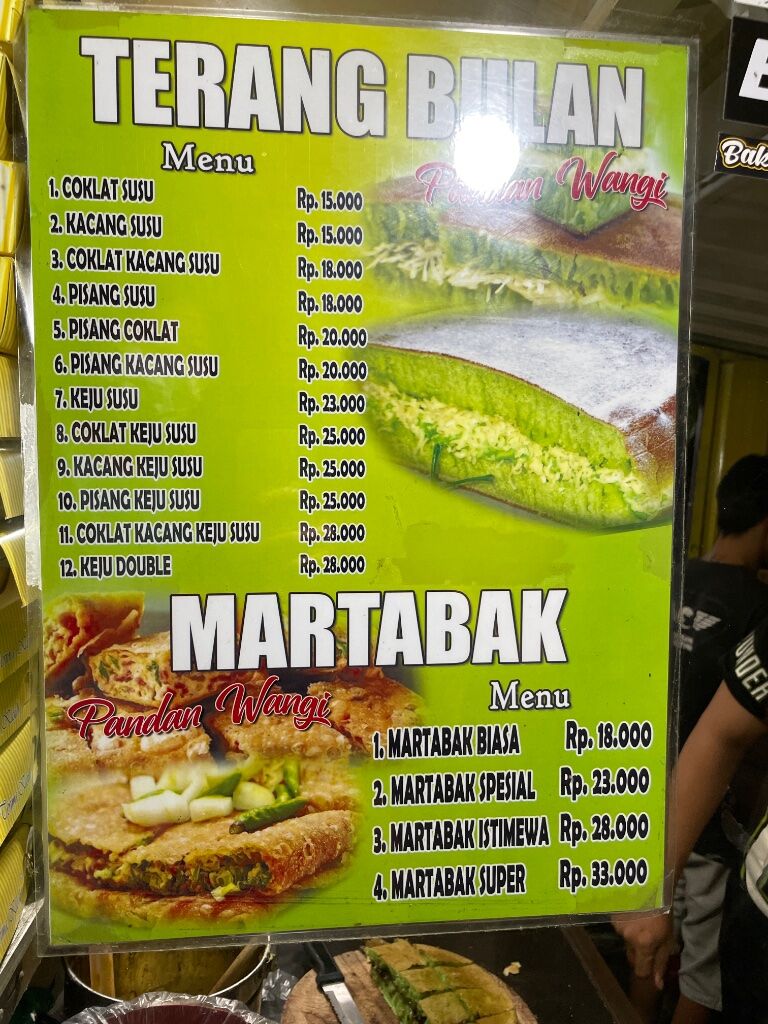 TERANG BULAN
Menu
Pandan Wangi
1. COKLAT SUSU Rp. 15.000
2. KACANG SUSU Rp. 15.000
3. COKLAT KACANG SUSU Rp. 18.000
4. PISANG SUSU Rp. 18.000
5. PISANG COKLAT Rp. 20.000
6. PISANG KACANG SUSU Rp. 20.000
7. KEJU SUSU Rp. 23.000
8. COKLAT KEJU SUSU Rp. 25.000
9. KACANG KEJU SUSU Rp. 25.000
10. PISANG KEJU SUSU Rp. 25.000
11. COKLAT KACANG KEJU SUSU Rp. 28.000
12. KEJU DOUBLE Rp. 28.000
MARTABAK
Pandan Wangi
Menu
1. MARTABAK BIASA Rp. 18.000
2. MARTABAK SPESIAL Rp. 23.000
3. MARTABAK ISTIMEWA Rp. 28.000
4. MARTABAK SUPER Rp. 33.000